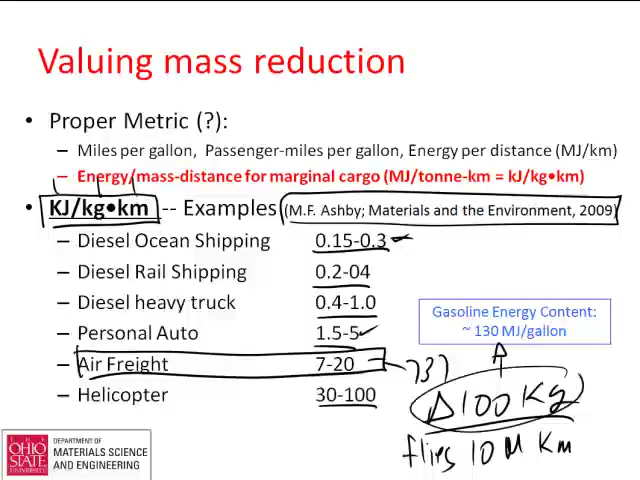 Valuing mass reduction
• Proper Metric (?):
– Miles per gallon, Passenger-miles per gallon, Energy per distance (MJ/km)
– Energy/mass-distance for marginal cargo (MJ/tonne-km = kJ/kg•km)
• KJ/kg•km -- Examples (M.F. Ashby; Materials and the Environment, 2009)
– Diesel Ocean Shipping 0.15-0.3
– Diesel Rail Shipping 0.2-04
– Diesel heavy truck 0.4-1.0
– Personal Auto 1.5-5
– Air Freight 7-20
– Helicopter 30-100
Gasoline Energy Content:
~ 130 MJ/gallon
737
Δ100 Kg
flies 10 M Km
THE
OHIO
STATE
UNIVERSITY
DEPARTMENT OF
MATERIALS SCIENCE
AND ENGINEERING